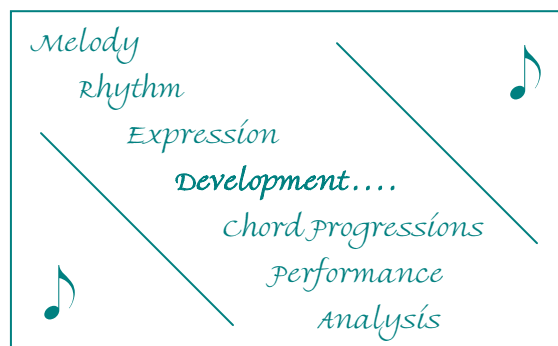 Melody
Rhythm
Expression
Development....
Chord Progressions
Performance
Analysis